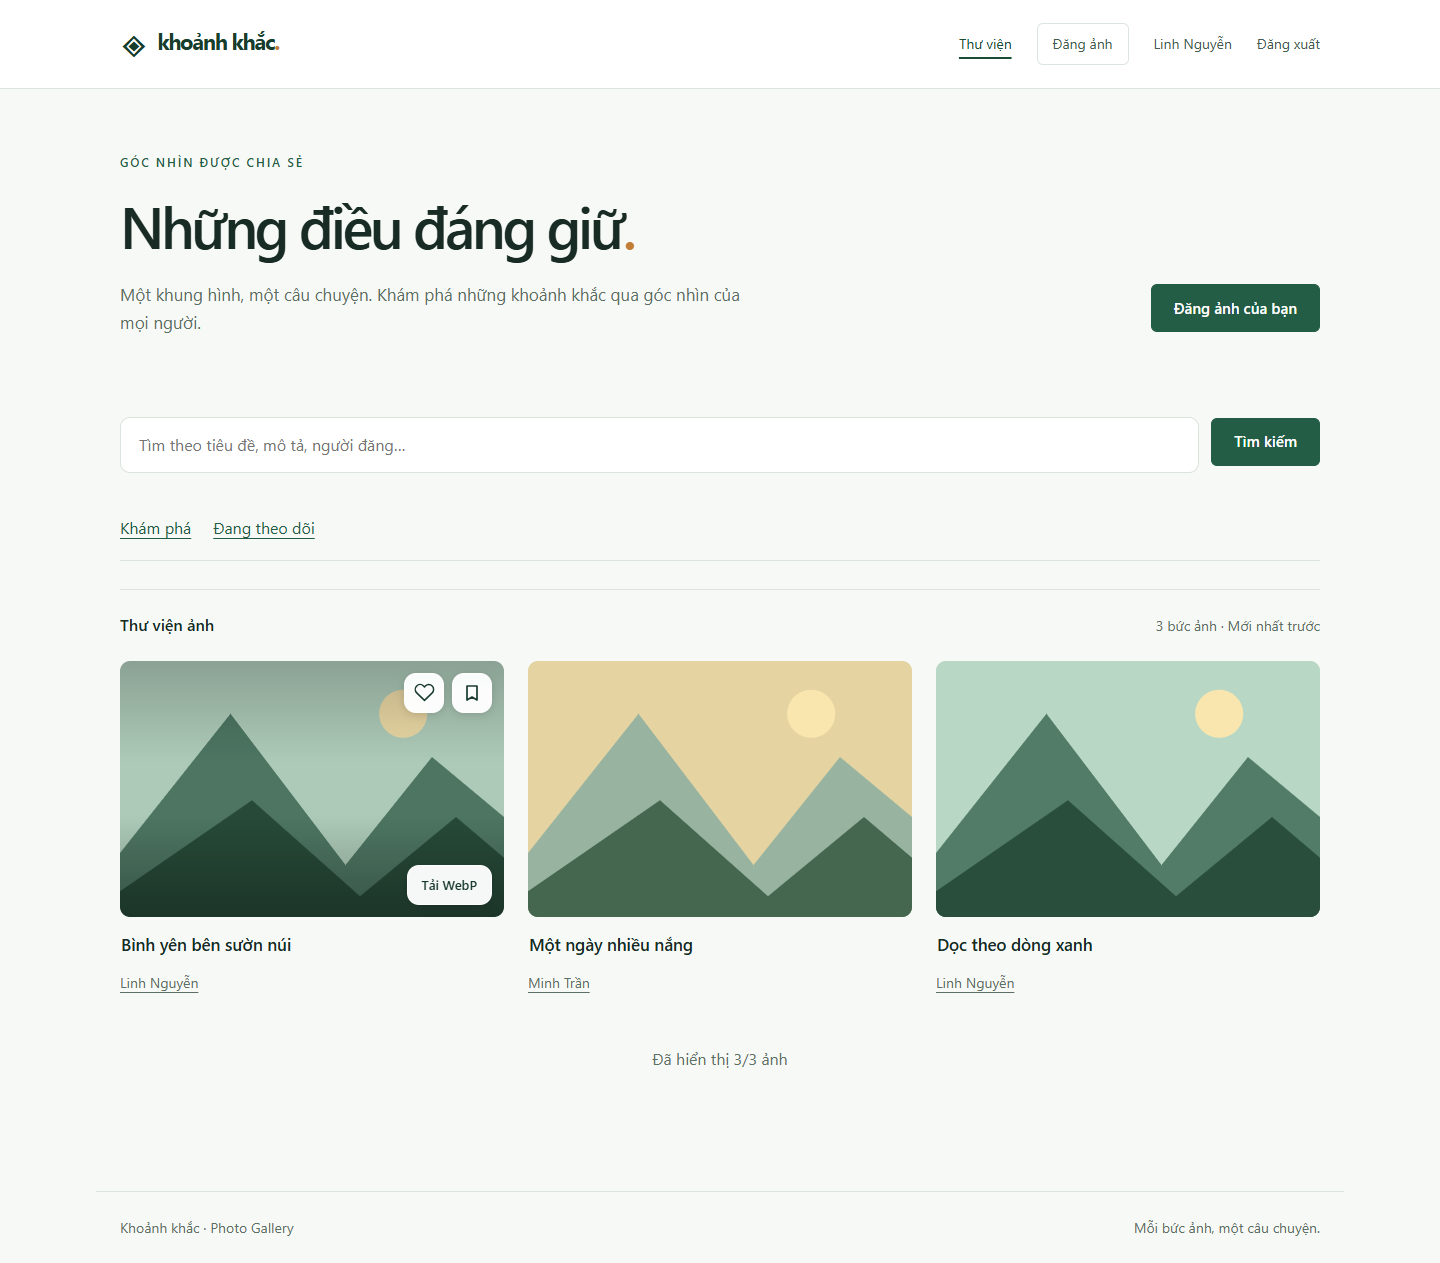 khoảnh khắc.
Thư viện
Đăng ảnh
Linh Nguyễn
Đăng xuất
GÓC NHÌN ĐƯỢC CHIA SẺ
Những điều đáng giữ.
Một khung hình, một câu chuyện. Khám phá những khoảnh khắc qua góc nhìn của
mọi người.
Đăng ảnh của bạn
Tìm theo tiêu đề, mô tả, người đăng...
Tìm kiếm
Khám phá
Đang theo dõi
Thư viện ảnh
3 bức ảnh · Mới nhất trước
Tải WebP
Bình yên bên sườn núi
Linh Nguyễn
Một ngày nhiều nắng
Minh Trần
Dọc theo dòng xanh
Linh Nguyễn
Đã hiển thị 3/3 ảnh
Khoảnh khắc · Photo Gallery
Mỗi bức ảnh, một câu chuyện.